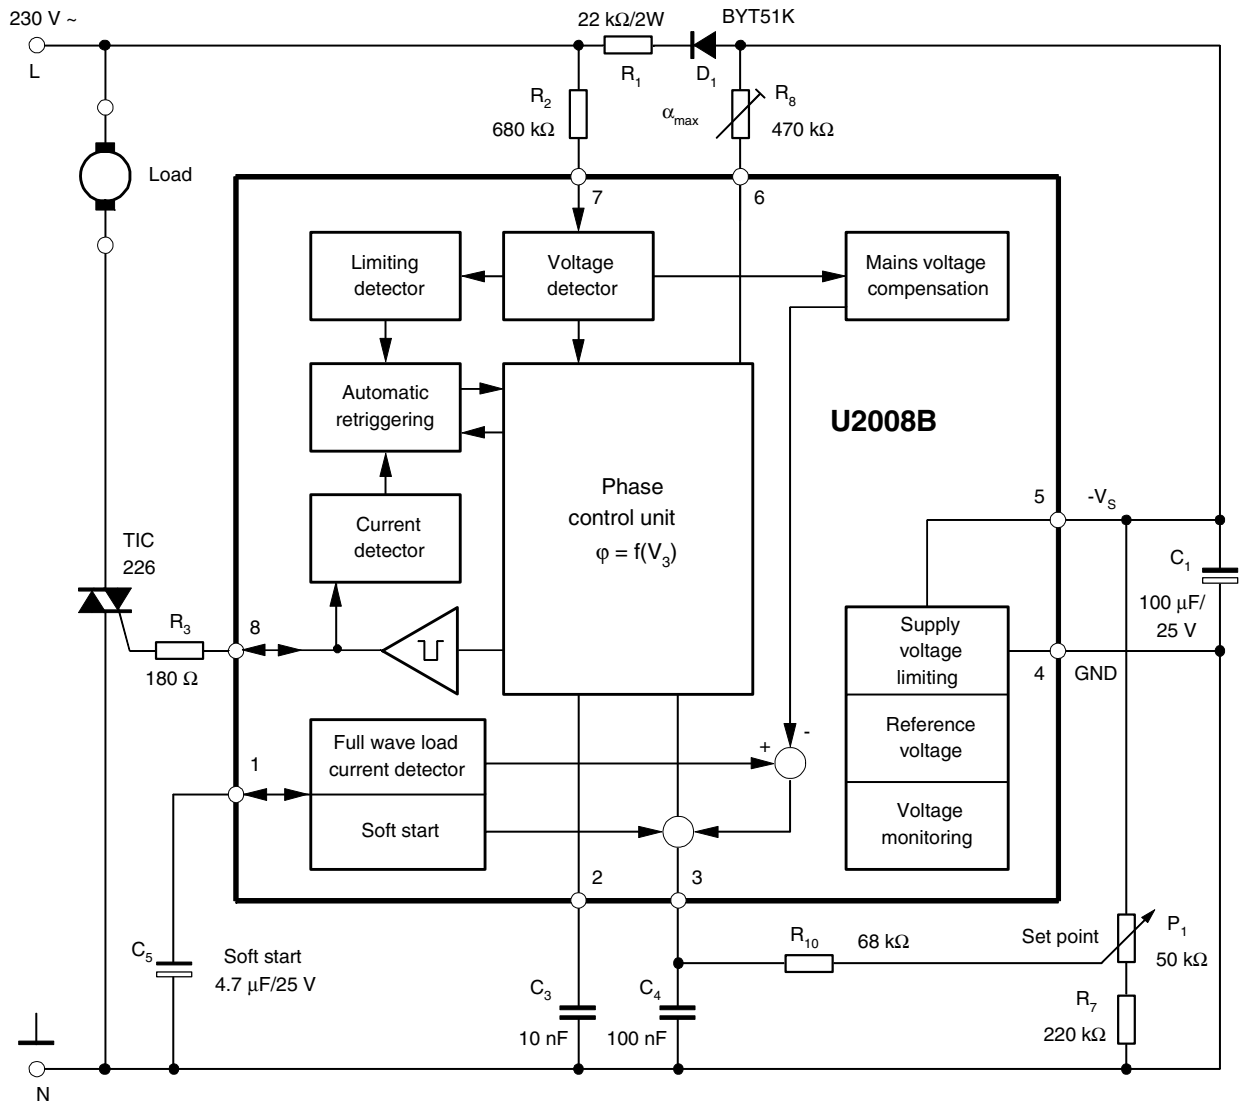 230 V ~
L
22 kΩ/2W
R1
BYT51K
D1
R2
680 kΩ
αmax
R8
470 kΩ
Load
7
6
Limiting
detector
Voltage
detector
Mains voltage
compensation
Automatic
retriggering
Phase
control unit
φ = f(V3)
U2008B
Current
detector
TIC
226
R3
180 Ω
8
5
-VS
C1
100 μF/
25 V
Supply
voltage
limiting
4
GND
Reference
voltage
Voltage
monitoring
Full wave load
current detector
Soft start
1
+
-
2
3
C5
Soft start
4.7 μF/25 V
C3
10 nF
C4
100 nF
R10
68 kΩ
Set point
P1
50 kΩ
R7
220 kΩ
N